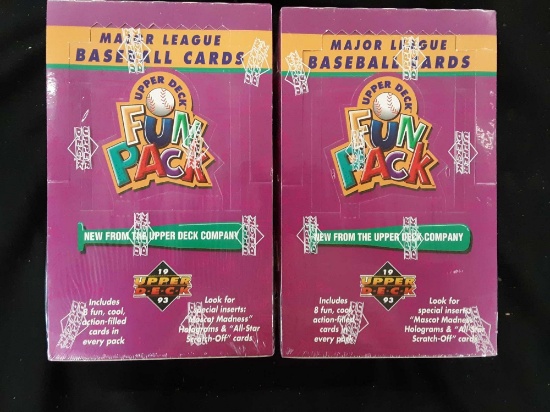 MAJOR LEAGUE
BASEBALL CARDS
UPPER DECK
FUN
PACK
NEW FROM THE UPPER DECK COMPANY
19
UPPER
DECK
93
Includes
8 fun, cool,
action-filled
cards in
every pack
Look for
special inserts:
"Mascot Madness"
Holograms & "All-Star
Scratch-Off" cards
MAJOR LEAGUE
BASEBALL CARDS
UPPER DECK
FUN
PACK
NEW FROM THE UPPER DECK COMPANY
19
UPPER
DECK
93
Includes
8 fun, cool,
action-filled
cards in
every pack
Look for
special inserts:
"Mascot Madness"
Holograms & "All-Star
Scratch-Off" cards